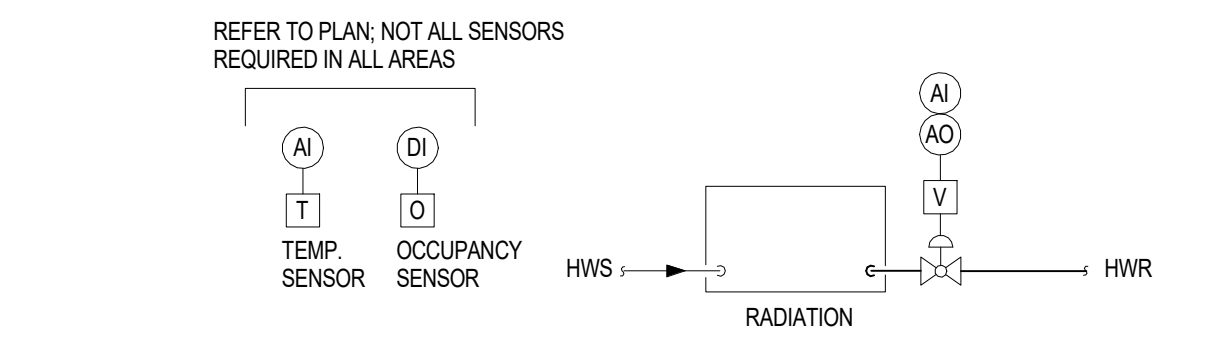 REFER TO PLAN; NOT ALL SENSORS
REQUIRED IN ALL AREAS
AI
DI
T
O
TEMP.
SENSOR
OCCUPANCY
SENSOR
AI
AO
V
HWS
HWR
RADIATION